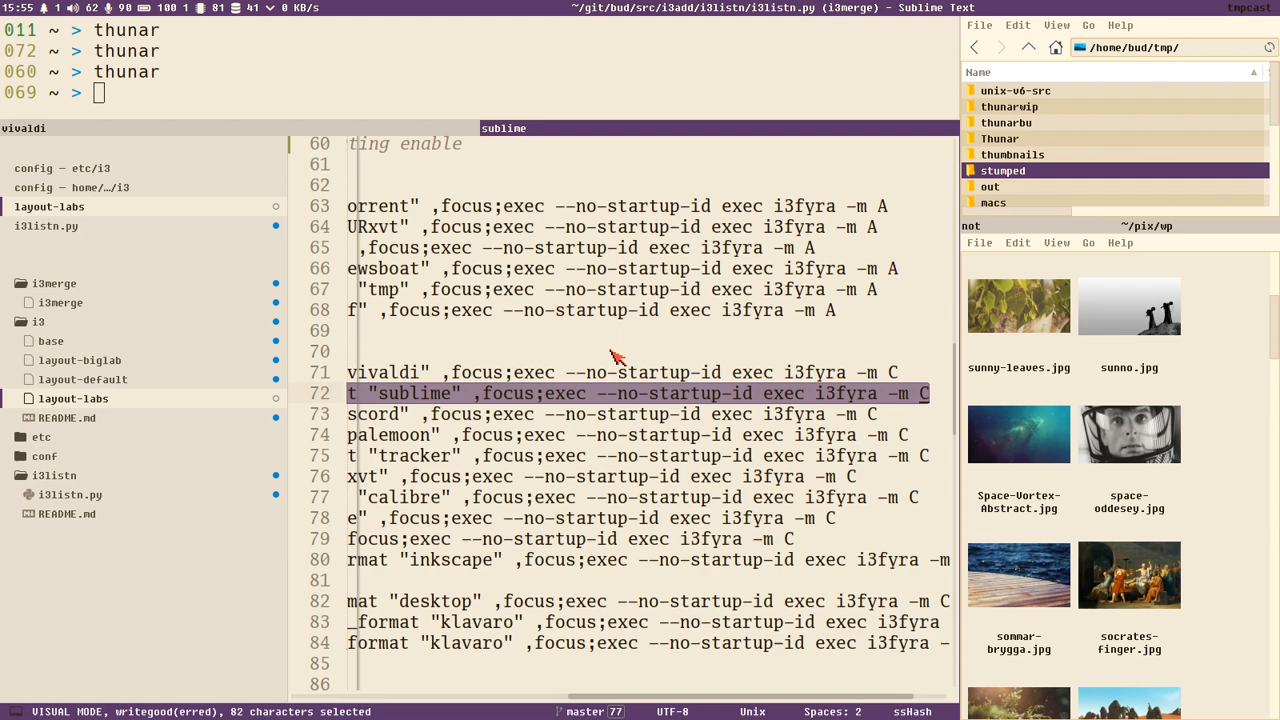 15:55 1 62 90 100 1 81 41 0 KB/s ~/git/bud/src/i3add/i3listn/i3listn.py (i3merge) - Sublime Text tmpcast
011 ~ > thunar
072 ~ > thunar
060 ~ > thunar
069 ~ >
vivaldi sublime
config — etc/i3
config — home/…/i3
layout-labs
i3listn.py
i3merge
i3merge
i3
base
layout-biglab
layout-default
layout-labs
README.md
etc
conf
i3listn
i3listn.py
README.md
60 ting enable
61
62
63 orrent" ,focus;exec --no-startup-id exec i3fyra -m A
64 URxvt" ,focus;exec --no-startup-id exec i3fyra -m A
65 ,focus;exec --no-startup-id exec i3fyra -m A
66 ewsboat" ,focus;exec --no-startup-id exec i3fyra -m A
67 "tmp" ,focus;exec --no-startup-id exec i3fyra -m A
68 f" ,focus;exec --no-startup-id exec i3fyra -m A
69
70
71 vivaldi" ,focus;exec --no-startup-id exec i3fyra -m C
72 t "sublime" ,focus;exec --no-startup-id exec i3fyra -m C
73 scord" ,focus;exec --no-startup-id exec i3fyra -m C
74 palemoon" ,focus;exec --no-startup-id exec i3fyra -m C
75 t "tracker" ,focus;exec --no-startup-id exec i3fyra -m C
76 xvt" ,focus;exec --no-startup-id exec i3fyra -m C
77 "calibre" ,focus;exec --no-startup-id exec i3fyra -m C
78 e" ,focus;exec --no-startup-id exec i3fyra -m C
79 focus;exec --no-startup-id exec i3fyra -m C
80 rmat "inkscape" ,focus;exec --no-startup-id exec i3fyra -m
81
82 mat "desktop" ,focus;exec --no-startup-id exec i3fyra -m C
83 _format "klavaro" ,focus;exec --no-startup-id exec i3fyra
84 format "klavaro" ,focus;exec --no-startup-id exec i3fyra -
85
86
VISUAL MODE, writegood(erred), 82 characters selected master 77 UTF-8 Unix Spaces: 2 ssHash
File Edit View Go Help
/home/bud/tmp/
Name
unix-v6-src
thunarwip
thunarbu
Thunar
thumbnails
stumped
out
macs
not ~/pix/wp
File Edit View Go Help
sunny-leaves.jpg sunno.jpg
Space-Vortex-Abstract.jpg space-oddesey.jpg
sommar-brygga.jpg socrates-finger.jpg